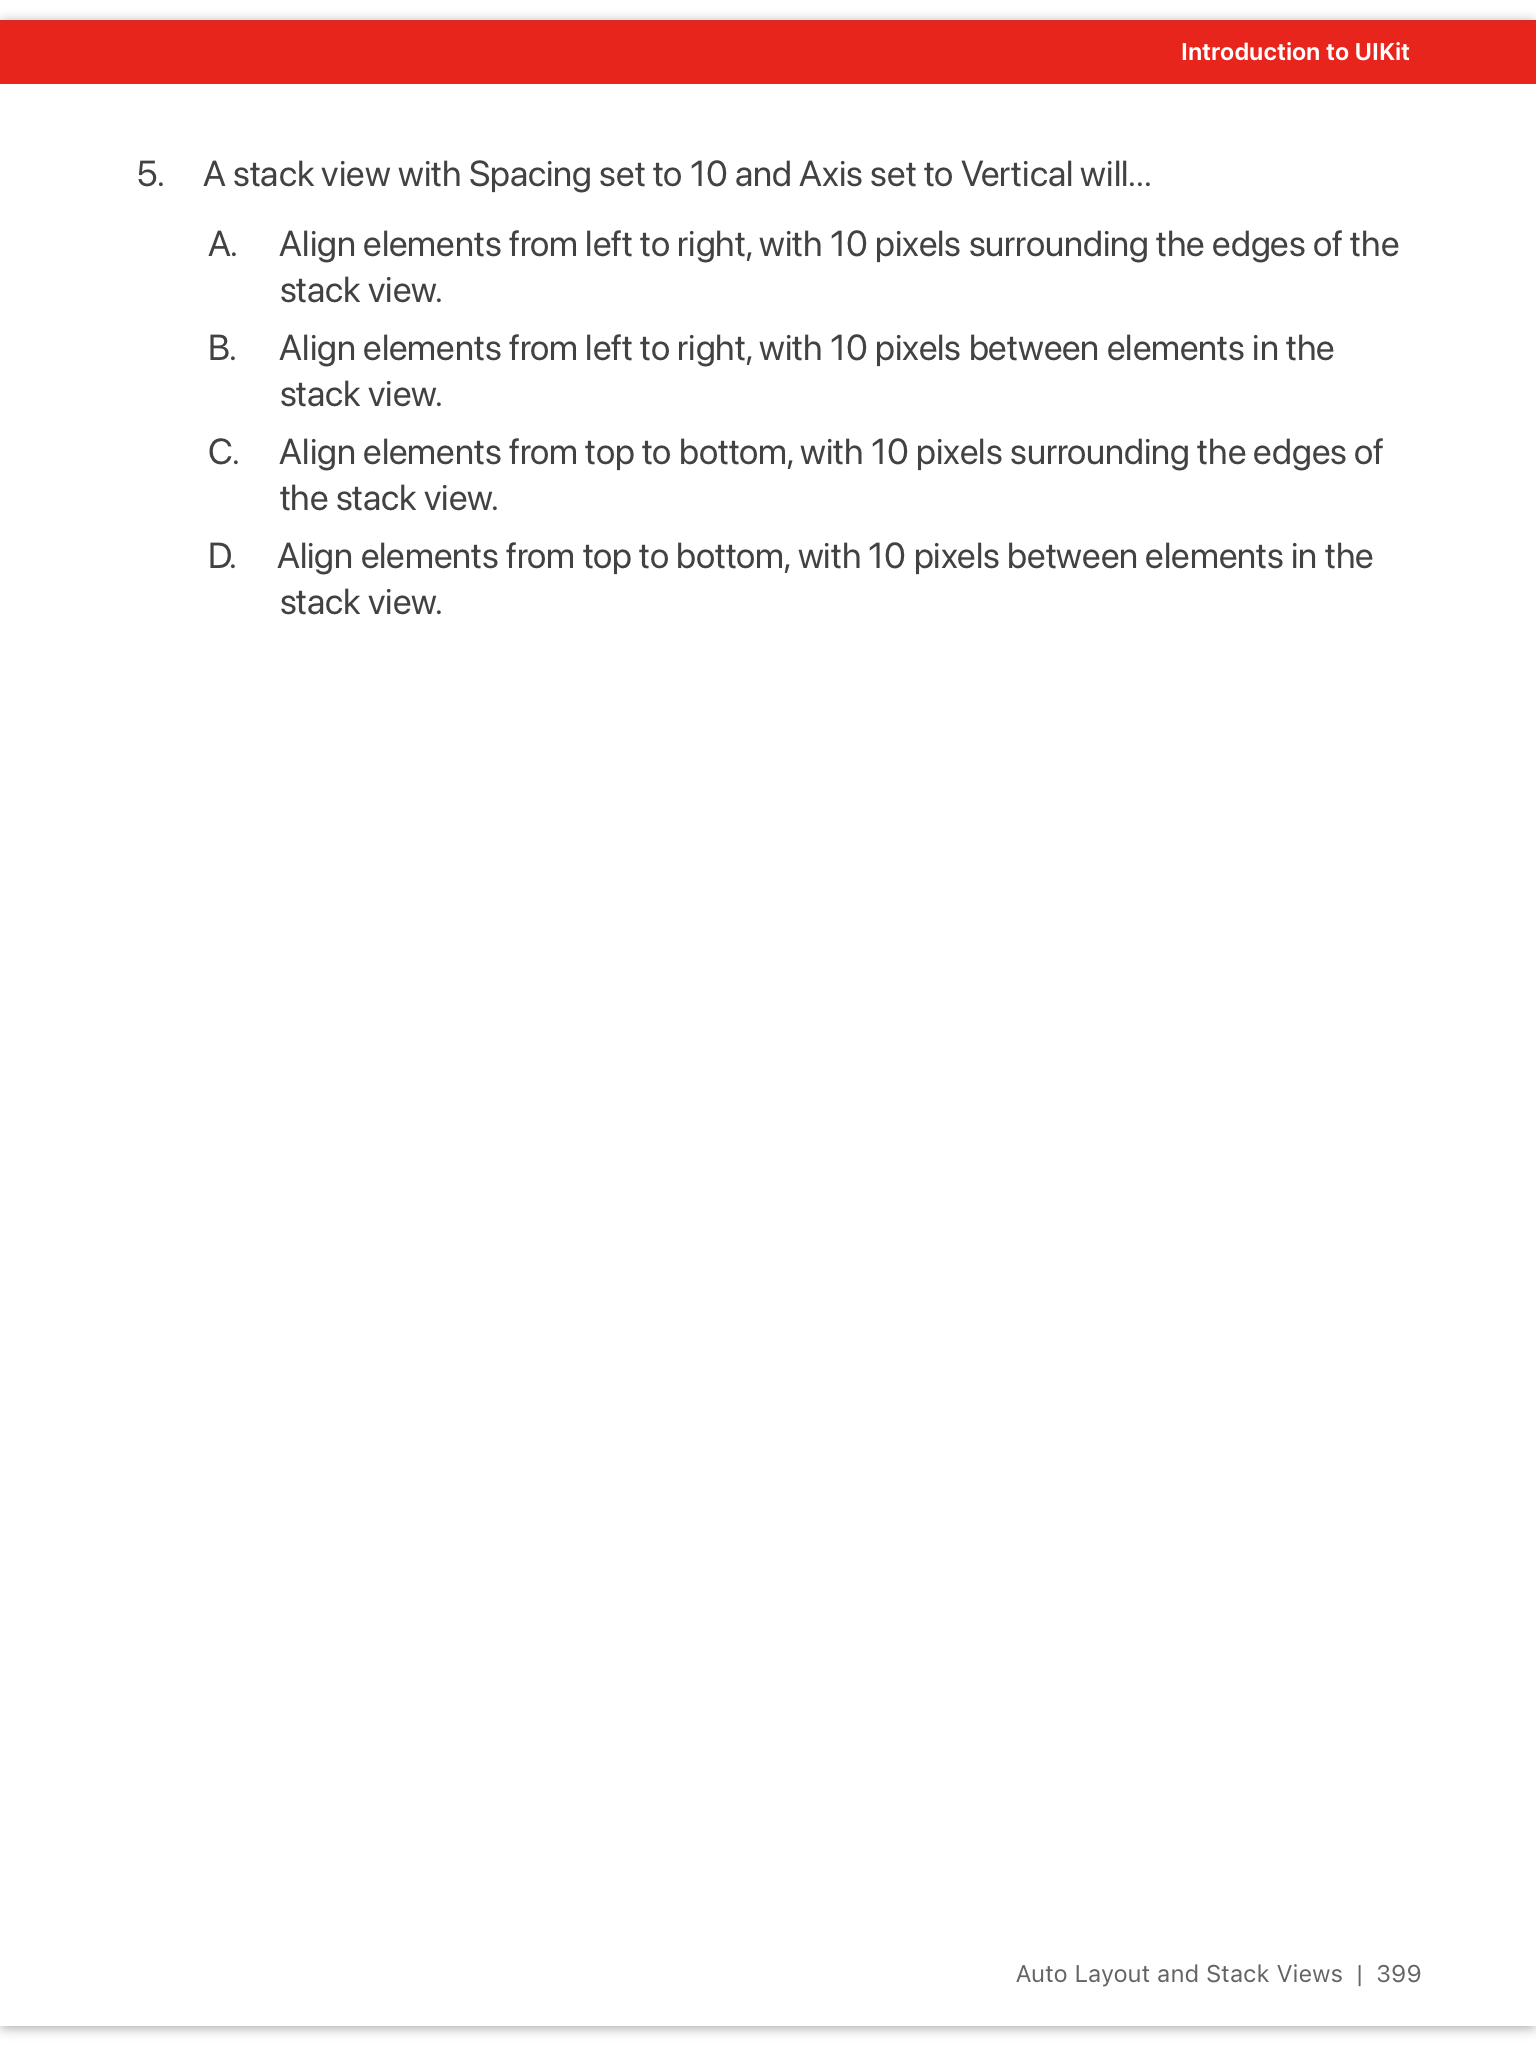 Introduction to UIKit
5. A stack view with Spacing set to 10 and Axis set to Vertical will...
A. Align elements from left to right, with 10 pixels surrounding the edges of the
stack view.
B. Align elements from left to right, with 10 pixels between elements in the
stack view.
C. Align elements from top to bottom, with 10 pixels surrounding the edges of
the stack view.
D. Align elements from top to bottom, with 10 pixels between elements in the
stack view.
Auto Layout and Stack Views | 399